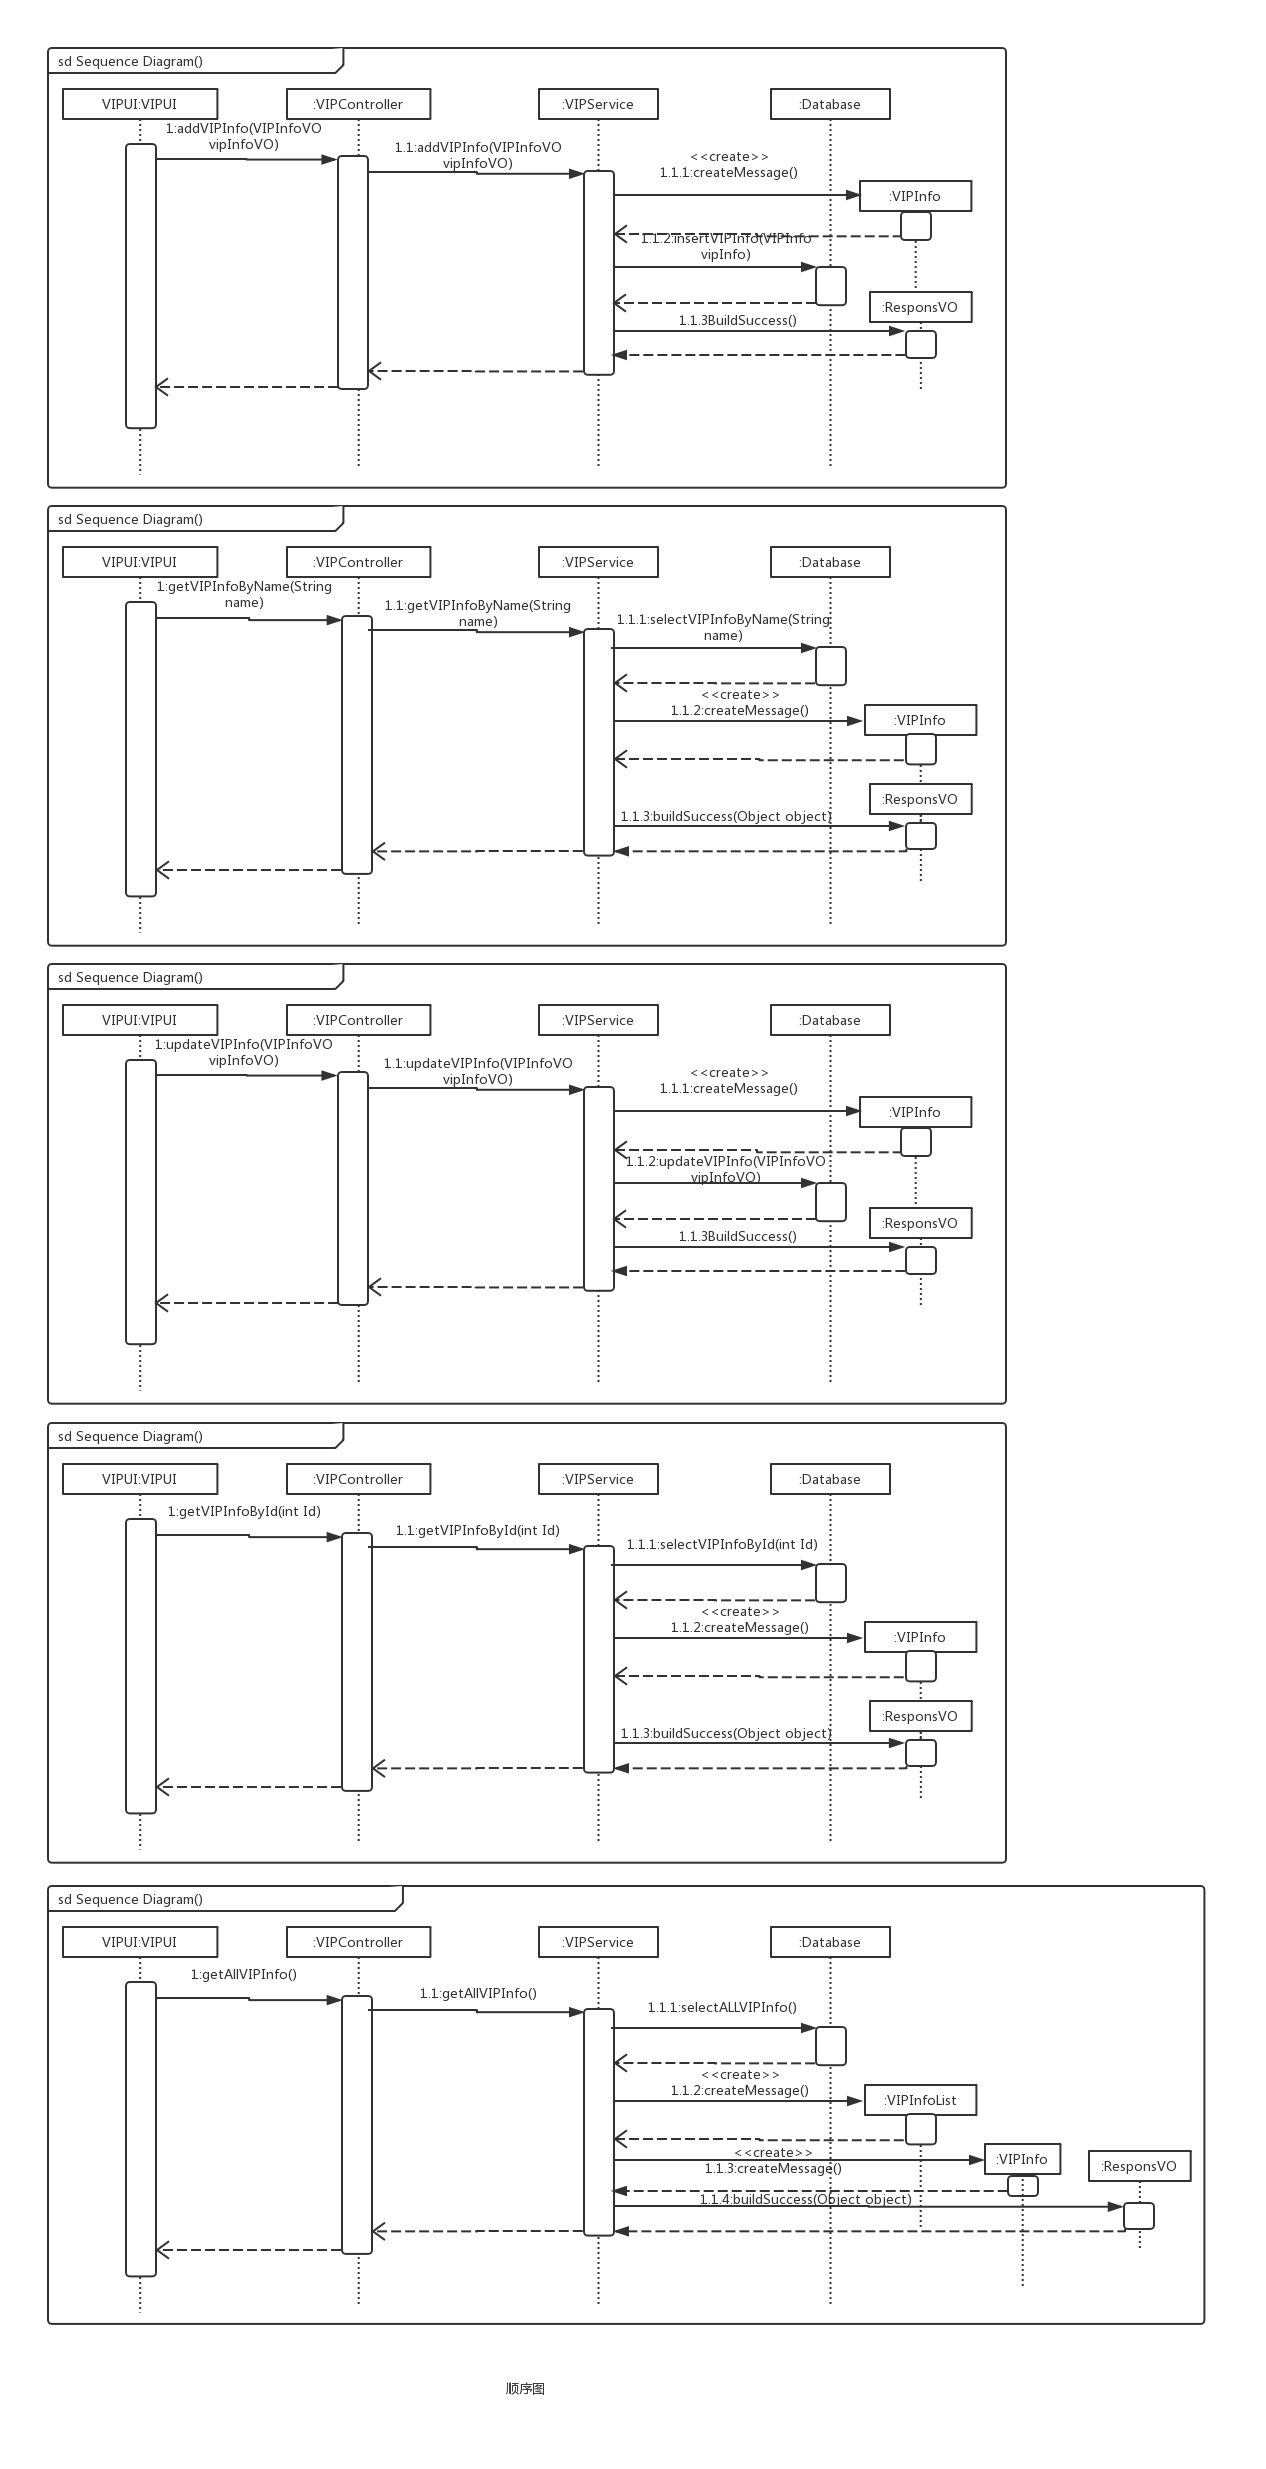 sd Sequence Diagram()
VIPUI:VIPUI
:VIPController
:VIPService
:Database
1:addVIPInfo(VIPInfoVO
vipInfoVO)
1.1:addVIPInfo(VIPInfoVO
vipInfoVO)
<<create>>
1.1.1:createMessage()
:VIPInfo
1.1.2:insertVIPInfo(VIPInfo
vipInfo)
:ResponsVO
1.1.3BuildSuccess()
sd Sequence Diagram()
VIPUI:VIPUI
:VIPController
:VIPService
:Database
1:getVIPInfoByName(String
name)
1.1:getVIPInfoByName(String
name)
1.1.1:selectVIPInfoByName(String
name)
<<create>>
1.1.2:createMessage()
:VIPInfo
:ResponsVO
1.1.3:buildSuccess(Object object)
sd Sequence Diagram()
VIPUI:VIPUI
:VIPController
:VIPService
:Database
1:updateVIPInfo(VIPInfoVO
vipInfoVO)
1.1:updateVIPInfo(VIPInfoVO
vipInfoVO)
<<create>>
1.1.1:createMessage()
:VIPInfo
1.1.2:updateVIPInfo(VIPInfoVO
vipInfoVO)
:ResponsVO
1.1.3BuildSuccess()
sd Sequence Diagram()
VIPUI:VIPUI
:VIPController
:VIPService
:Database
1:getVIPInfoById(int Id)
1.1:getVIPInfoById(int Id)
1.1.1:selectVIPInfoById(int Id)
<<create>>
1.1.2:createMessage()
:VIPInfo
:ResponsVO
1.1.3:buildSuccess(Object object)
sd Sequence Diagram()
VIPUI:VIPUI
:VIPController
:VIPService
:Database
1:getAllVIPInfo()
1.1:getAllVIPInfo()
1.1.1:selectALLVIPInfo()
<<create>>
1.1.2:createMessage()
:VIPInfoList
<<create>>
1.1.3:createMessage()
:VIPInfo
:ResponsVO
1.1.4:buildSuccess(Object object)
顺序图